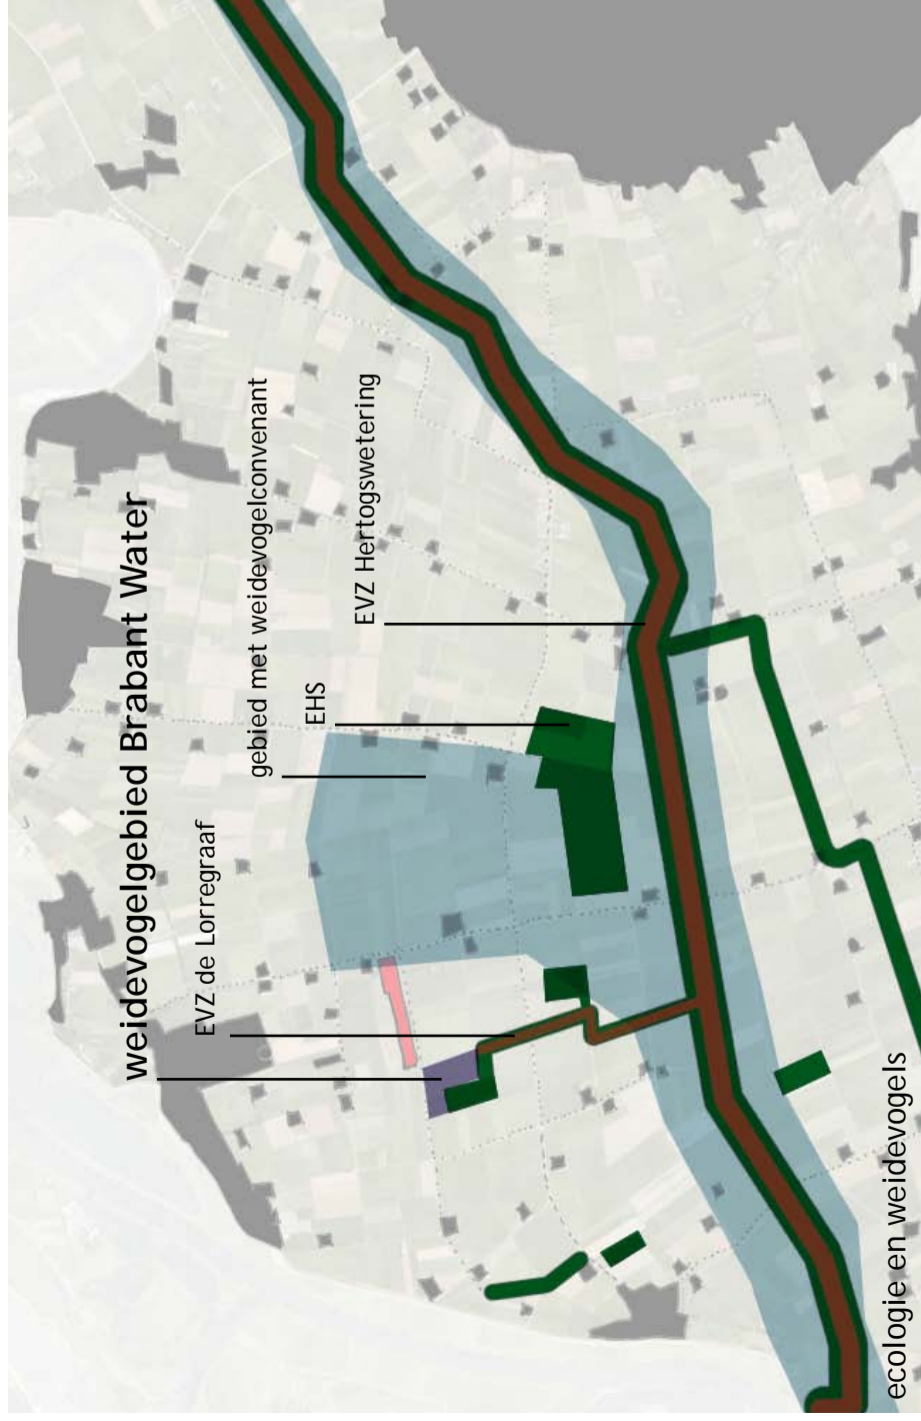 weidevogelgebied Brabant Water
EVZ de Lorregraaf
gebied met weidevogelconvenant
EHS
EVZ Hertogswetering
ecologie en weidevogels